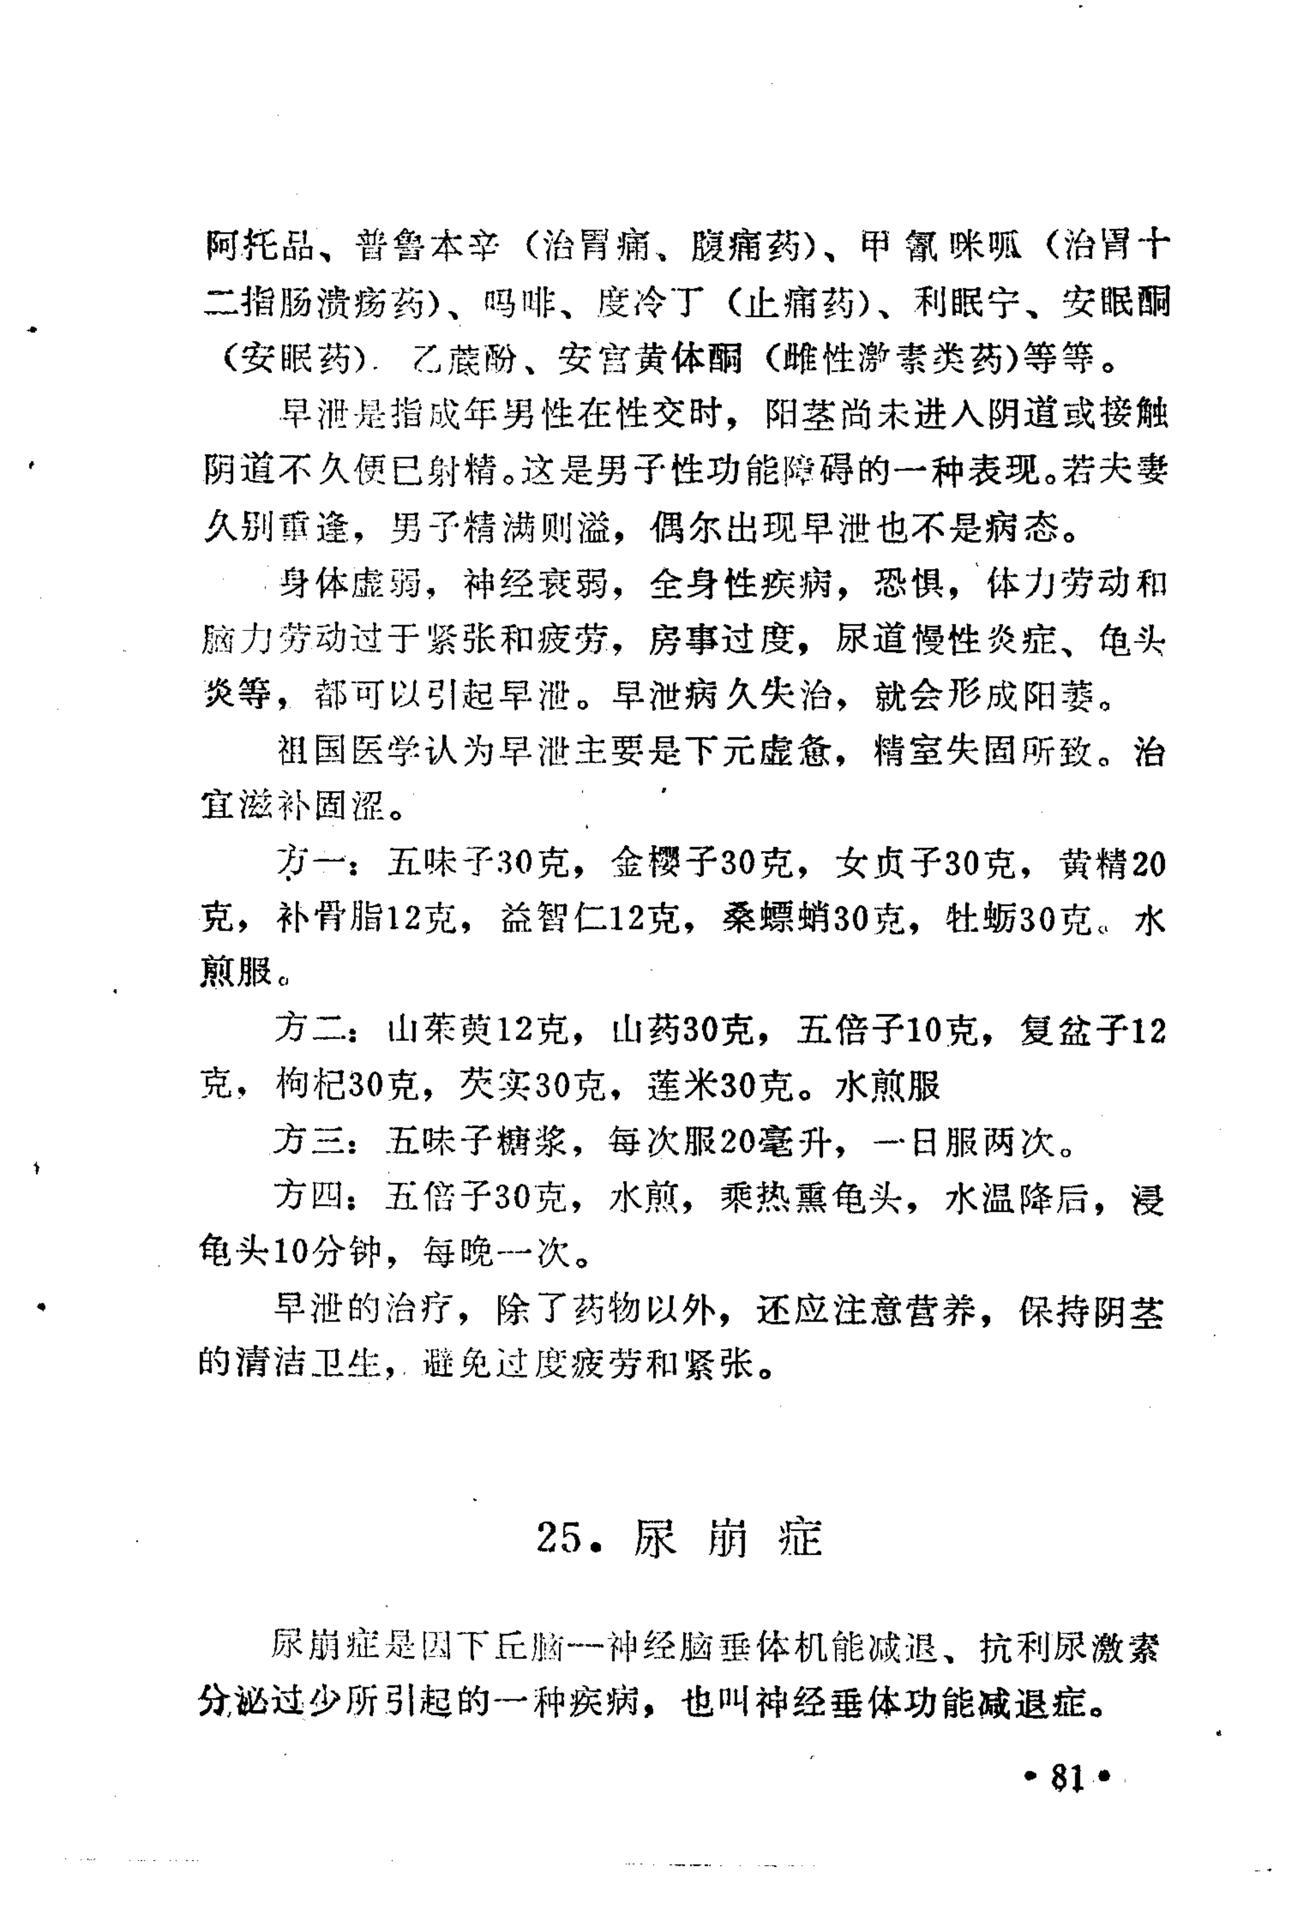 阿托品、普鲁本辛（治胃痛、腹痛药）、甲氰咪呱（治胃十
二指肠溃疡药）、吗啡、度冷丁（止痛药）、利眠宁、安眠酮
（安眠药）. 乙蔗酚、安宫黄体酮（雌性激素类药）等等。
早泄是指成年男性在性交时，阳茎尚未进入阴道或接触
阴道不久便已射精。这是男子性功能障碍的一种表现。若夫妻
久别重逢，男子精满则溢，偶尔出现早泄也不是病态。
身体虚弱，神经衰弱，全身性疾病，恐惧，体力劳动和
脑力劳动过于紧张和疲劳，房事过度，尿道慢性炎症、龟头
炎等，都可以引起早泄。早泄病久失治，就会形成阳萎。
祖国医学认为早泄主要是下元虚惫，精室失固所致。治
宜滋补固涩。
方一：五味子30克，金樱子30克，女贞子30克，黄精20
克，补骨脂12克，益智仁12克，桑螵蛸30克，牡蛎30克。水
煎服。
方二：山茱萸12克，山药30克，五倍子10克，复盆子12
克，枸杞30克，芡实30克，莲米30克。水煎服
方三：五味子糖浆，每次服20毫升，一日服两次。
方四：五倍子30克，水煎，乘热熏龟头，水温降后，浸
龟头10分钟，每晚一次。
早泄的治疗，除了药物以外，还应注意营养，保持阴茎
的清洁卫生，避免过度疲劳和紧张。
25．尿崩症
尿崩症是因下丘脑一神经脑垂体机能减退、抗利尿激素
分泌过少所引起的一种疾病，也叫神经垂体功能减退症。
·81·